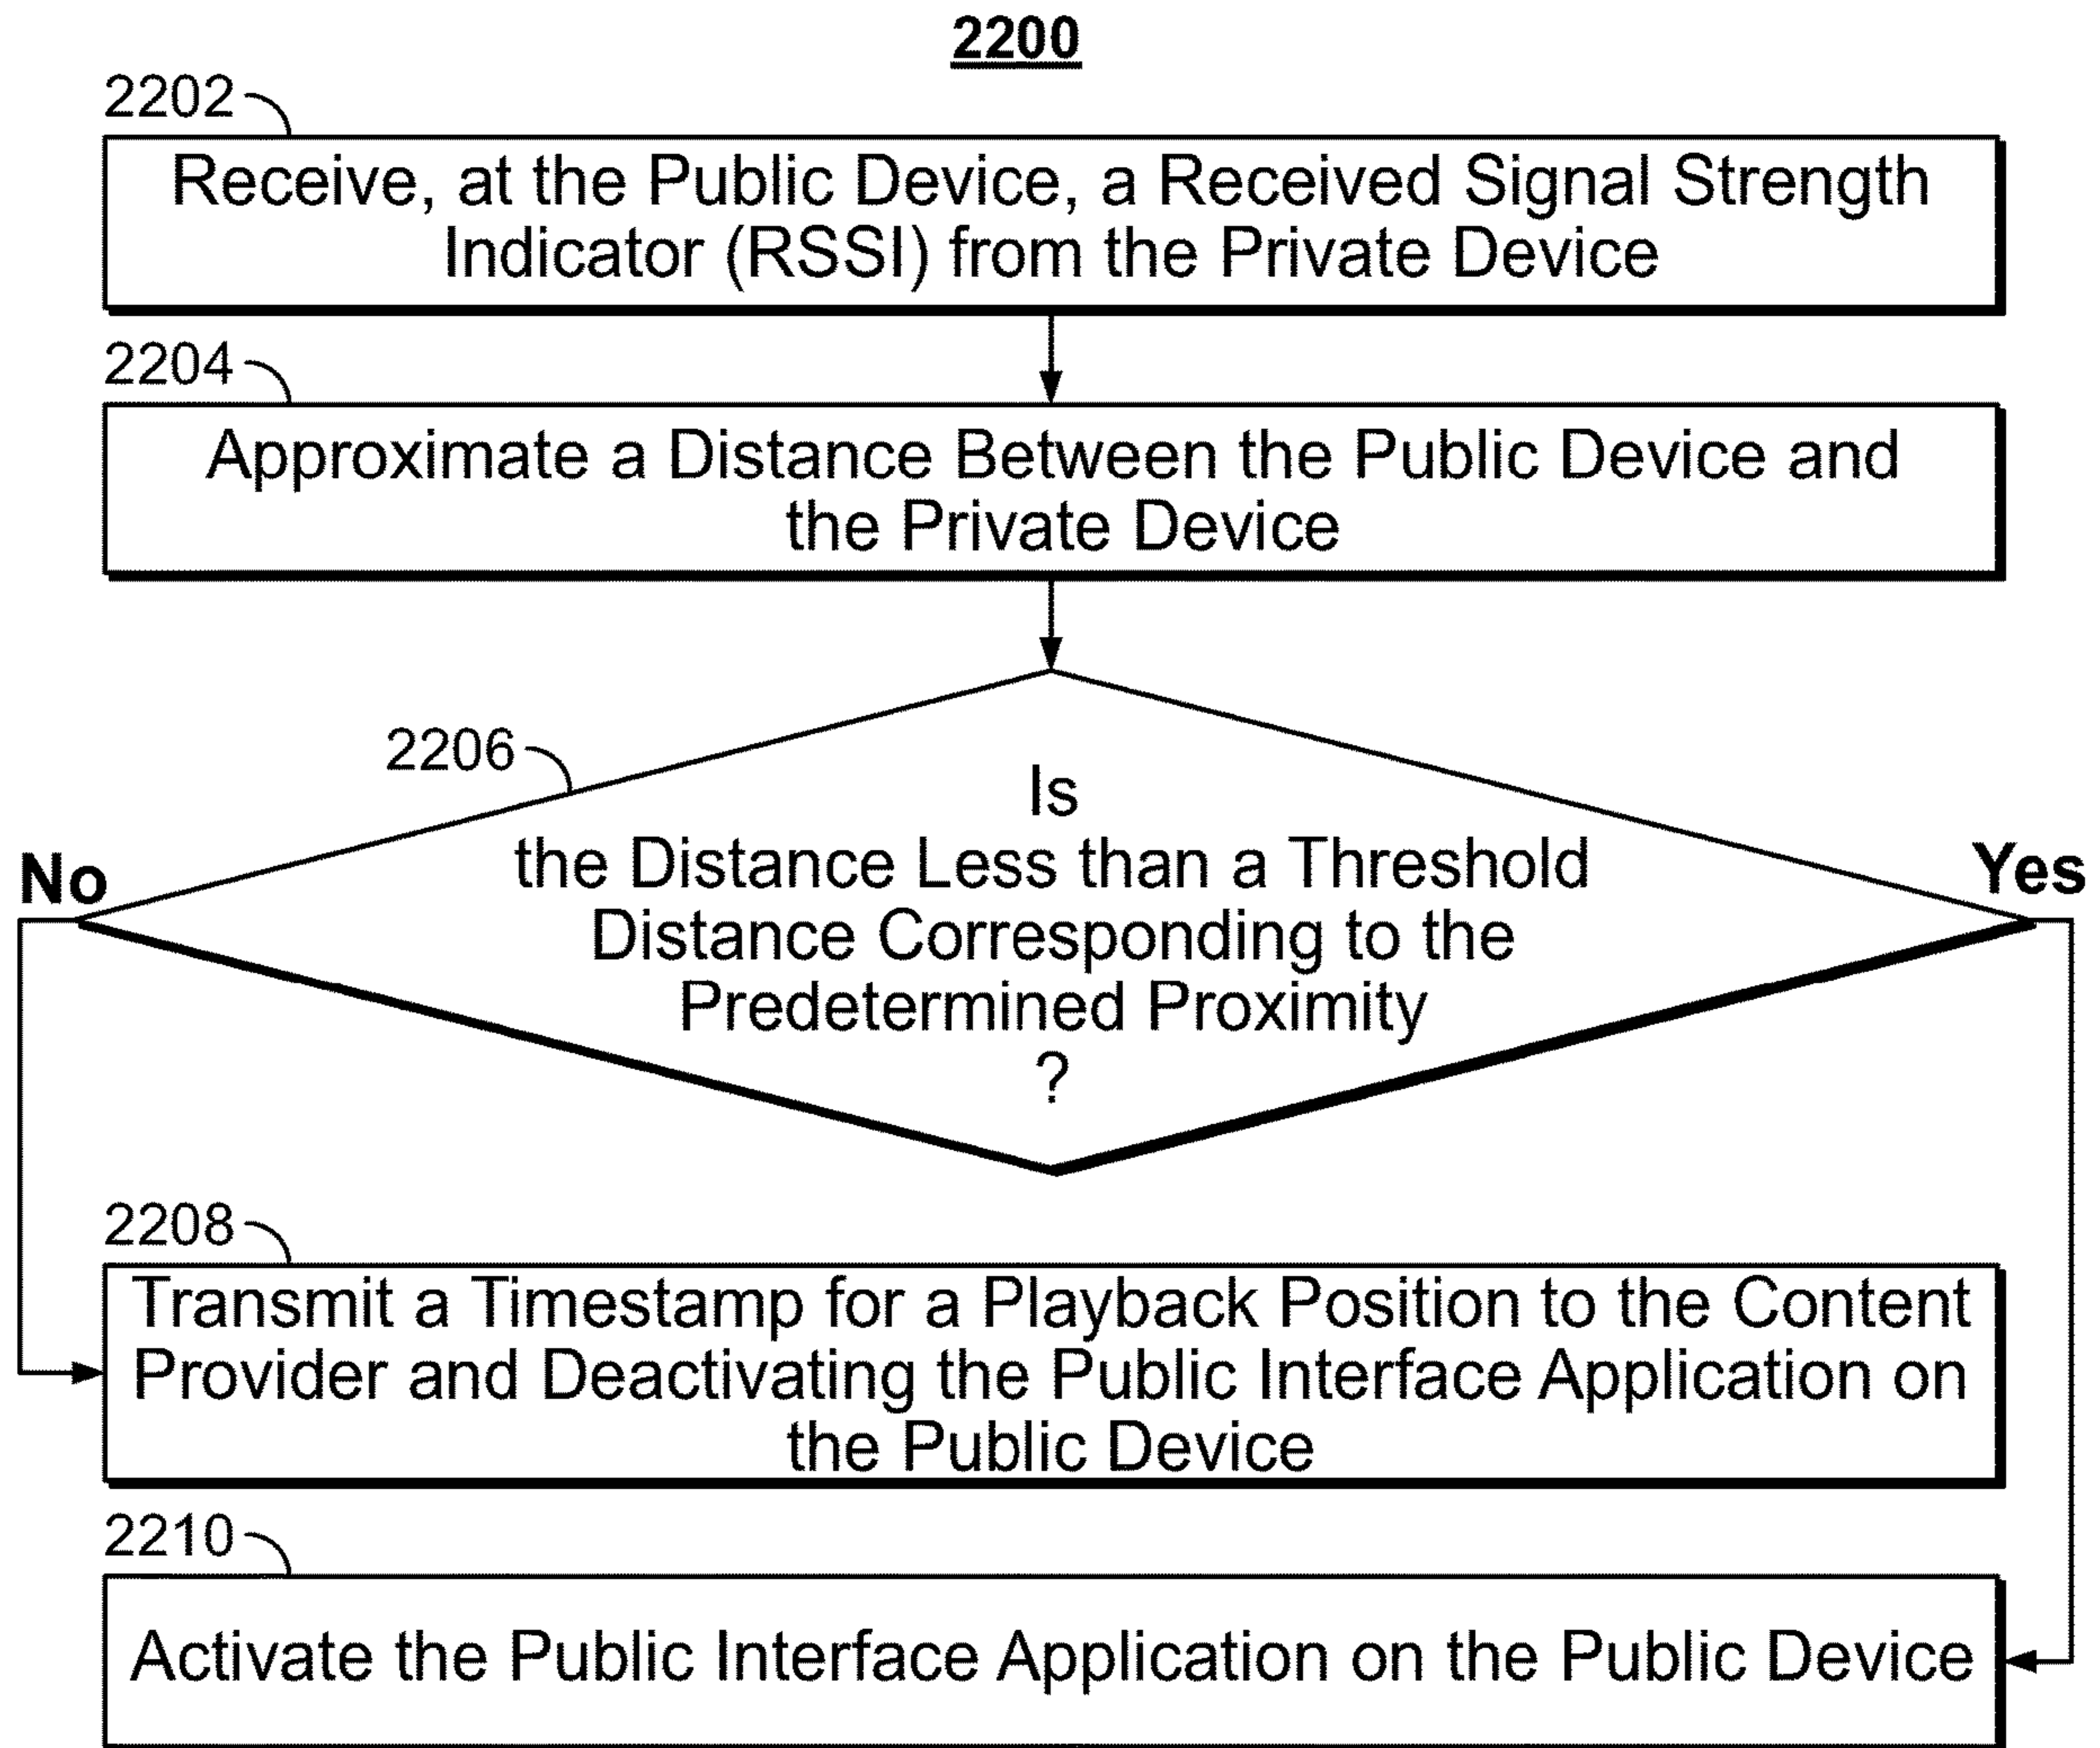 2200
2202
Receive, at the Public Device, a Received Signal Strength
Indicator (RSSI) from the Private Device
2204
Approximate a Distance Between the Public Device and
the Private Device
2206
Is
the Distance Less than a Threshold
Distance Corresponding to the
Predetermined Proximity
?
No
Yes
2208
Transmit a Timestamp for a Playback Position to the Content
Provider and Deactivating the Public Interface Application on
the Public Device
2210
Activate the Public Interface Application on the Public Device